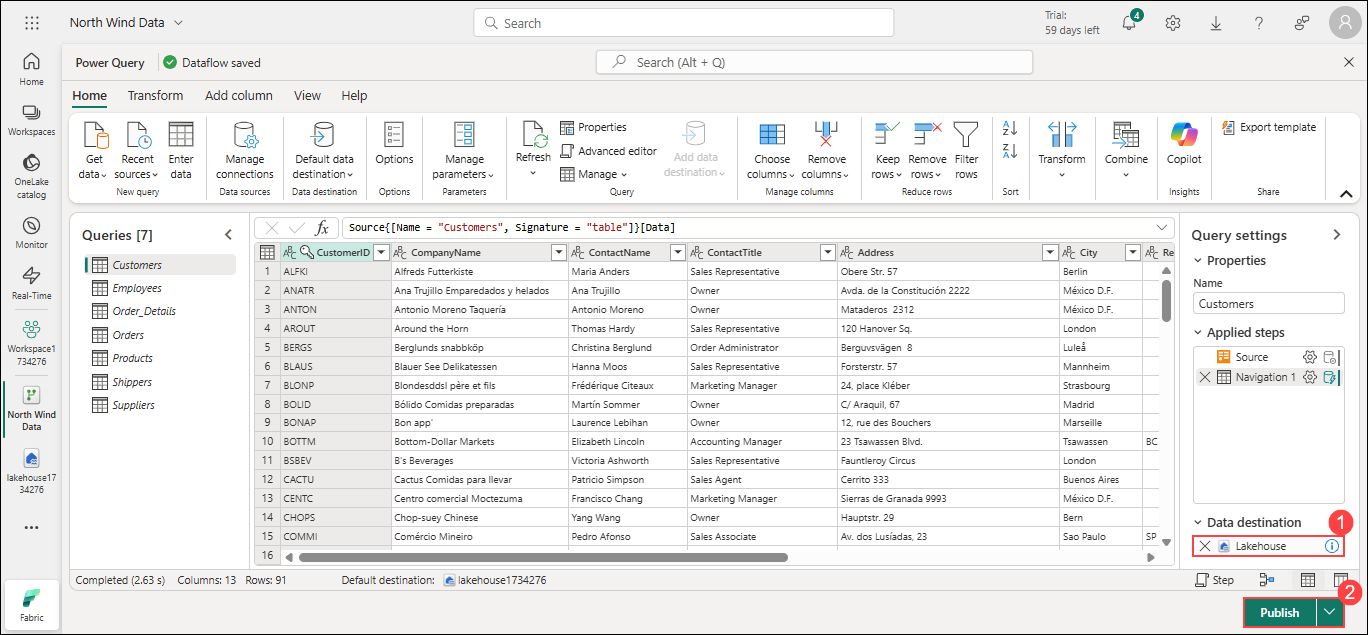 North Wind Data
Search
Trial:
59 days left
4
Power Query
Dataflow saved
Search (Alt + Q)
Home
Workspaces
OneLake
catalog
Monitor
Real-Time
Workspace1
734276
North Wind
Data
lakehouse17
34276
Fabric
Home Transform Add column View Help
Get
data
Recent
sources
Enter
data
New query
Manage
connections
Data sources
Default data
destination
Data destination
Options
Options
Manage
parameters
Parameters
Refresh
Properties
Advanced editor
Manage
Add data
destination
Query
Choose
columns
Remove
columns
Manage columns
Keep
rows
Remove
rows
Filter
rows
Reduce rows
Sort
Transform
Combine
Copilot
Insights
Export template
Share
Queries [7]
Customers
Employees
Order_Details
Orders
Products
Shippers
Suppliers
fx
Source{[Name = "Customers", Signature = "table"]}[Data]
CustomerID CompanyName ContactName ContactTitle Address City Re
1 ALFKI Alfreds Futterkiste Maria Anders Sales Representative Obere Str. 57 Berlin
2 ANATR Ana Trujillo Emparedados y helados Ana Trujillo Owner Avda. de la Constitución 2222 México D.F.
3 ANTON Antonio Moreno Taquería Antonio Moreno Owner Mataderos 2312 México D.F.
4 AROUT Around the Horn Thomas Hardy Sales Representative 120 Hanover Sq. London
5 BERGS Berglunds snabbköp Christina Berglund Order Administrator Berguvsvägen 8 Luleå
6 BLAUS Blauer See Delikatessen Hanna Moos Sales Representative Forsterstr. 57 Mannheim
7 BLONP Blondesddsl père et fils Frédérique Citeaux Marketing Manager 24, place Kléber Strasbourg
8 BOLID Bólido Comidas preparadas Martín Sommer Owner C/ Araquil, 67 Madrid
9 BONAP Bon app' Laurence Lebihan Owner 12, rue des Bouchers Marseille
10 BOTTM Bottom-Dollar Markets Elizabeth Lincoln Accounting Manager 23 Tsawassen Blvd. Tsawassen BC
11 BSBEV B's Beverages Victoria Ashworth Sales Representative Fauntleroy Circus London
12 CACTU Cactus Comidas para llevar Patricio Simpson Sales Agent Cerrito 333 Buenos Aires
13 CENTC Centro comercial Moctezuma Francisco Chang Marketing Manager Sierras de Granada 9993 México D.F.
14 CHOPS Chop-suey Chinese Yang Wang Owner Hauptstr. 29 Bern
15 COMMI Comércio Mineiro Pedro Afonso Sales Associate Av. dos Lusíadas, 23 Sao Paulo SP
16
Query settings
Properties
Name
Customers
Applied steps
Source
Navigation 1
Data destination
1
Lakehouse
Completed (2.63 s) Columns: 13 Rows: 91
Default destination: lakehouse1734276
Step
2
Publish